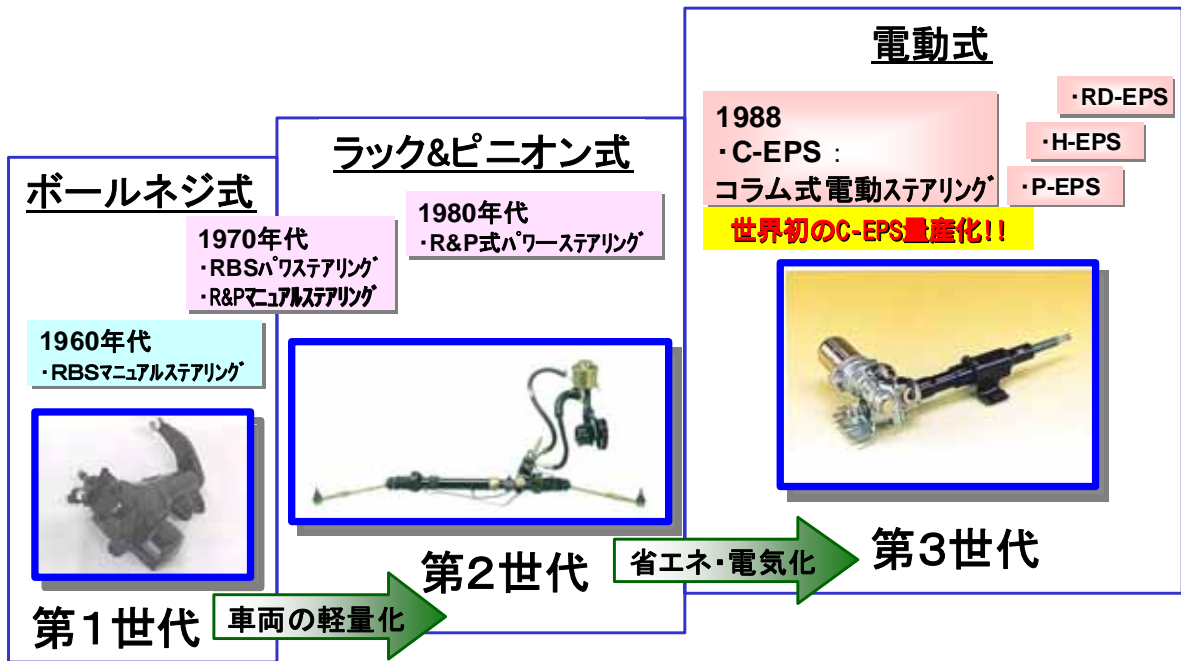 ボールネジ式
1960年代
・RBSマニュアルステアリング
第1世代
車両の軽量化
ラック&ピニオン式
1970年代
・RBSパワステアリング
・R&Pマニュアルステアリング
1980年代
・R&P式パワーステアリング
第2世代
省エネ・電気化
電動式
1988
・C-EPS：
コラム式電動ステアリング
世界初のC-EPS量産化!!
・RD-EPS
・H-EPS
・P-EPS
第3世代